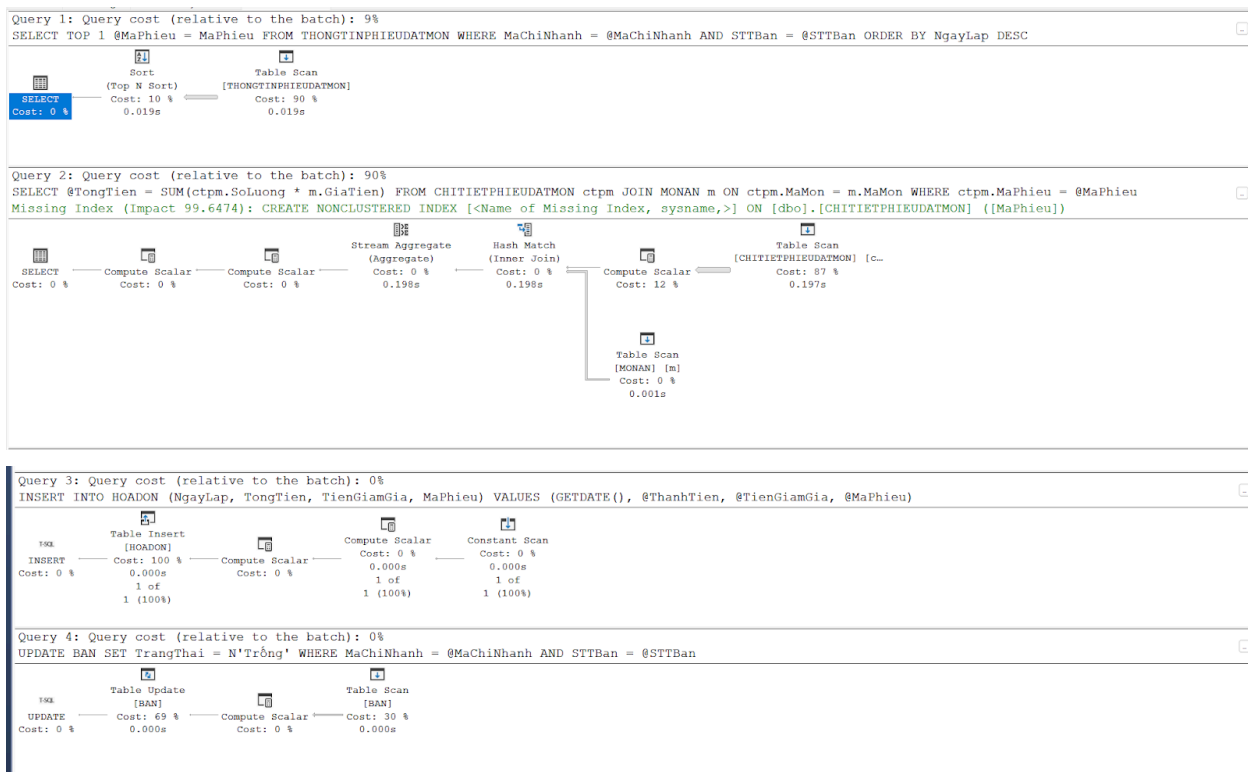 Query 1: Query cost (relative to the batch): 9%
SELECT TOP 1 @MaPhieu = MaPhieu FROM THONGTINPHIEUDATMON WHERE MaChiNhanh = @MaChiNhanh AND STTBan = @STTBan ORDER BY NgayLap DESC
SELECT
Cost: 0 %
Sort
(Top N Sort)
Cost: 10 %
0.019s
Table Scan
[THONGTINPHIEUDATMON]
Cost: 90 %
0.019s
Query 2: Query cost (relative to the batch): 90%
SELECT @TongTien = SUM(ctpm.SoLuong * m.GiaTien) FROM CHITIETPHIEUDATMON ctpm JOIN MONAN m ON ctpm.MaMon = m.MaMon WHERE ctpm.MaPhieu = @MaPhieu
Missing Index (Impact 99.6474): CREATE NONCLUSTERED INDEX [<Name of Missing Index, sysname,>] ON [dbo].[CHITIETPHIEUDATMON] ([MaPhieu])
SELECT
Cost: 0 %
Compute Scalar
Cost: 0 %
Compute Scalar
Cost: 0 %
Stream Aggregate
(Aggregate)
Cost: 0 %
0.198s
Hash Match
(Inner Join)
Cost: 0 %
0.198s
Compute Scalar
Cost: 12 %
Table Scan
[CHITIETPHIEUDATMON] [c…
Cost: 87 %
0.197s
Table Scan
[MONAN] [m]
Cost: 0 %
0.001s
Query 3: Query cost (relative to the batch): 0%
INSERT INTO HOADON (NgayLap, TongTien, TienGiamGia, MaPhieu) VALUES (GETDATE(), @ThanhTien, @TienGiamGia, @MaPhieu)
T-SQL
INSERT
Cost: 0 %
Table Insert
[HOADON]
Cost: 100 %
0.000s
1 of
1 (100%)
Compute Scalar
Cost: 0 %
Compute Scalar
Cost: 0 %
0.000s
1 of
1 (100%)
Constant Scan
Cost: 0 %
0.000s
1 of
1 (100%)
Query 4: Query cost (relative to the batch): 0%
UPDATE BAN SET TrangThai = N'Trống' WHERE MaChiNhanh = @MaChiNhanh AND STTBan = @STTBan
T-SQL
UPDATE
Cost: 0 %
Table Update
[BAN]
Cost: 69 %
0.000s
Compute Scalar
Cost: 0 %
Table Scan
[BAN]
Cost: 30 %
0.000s